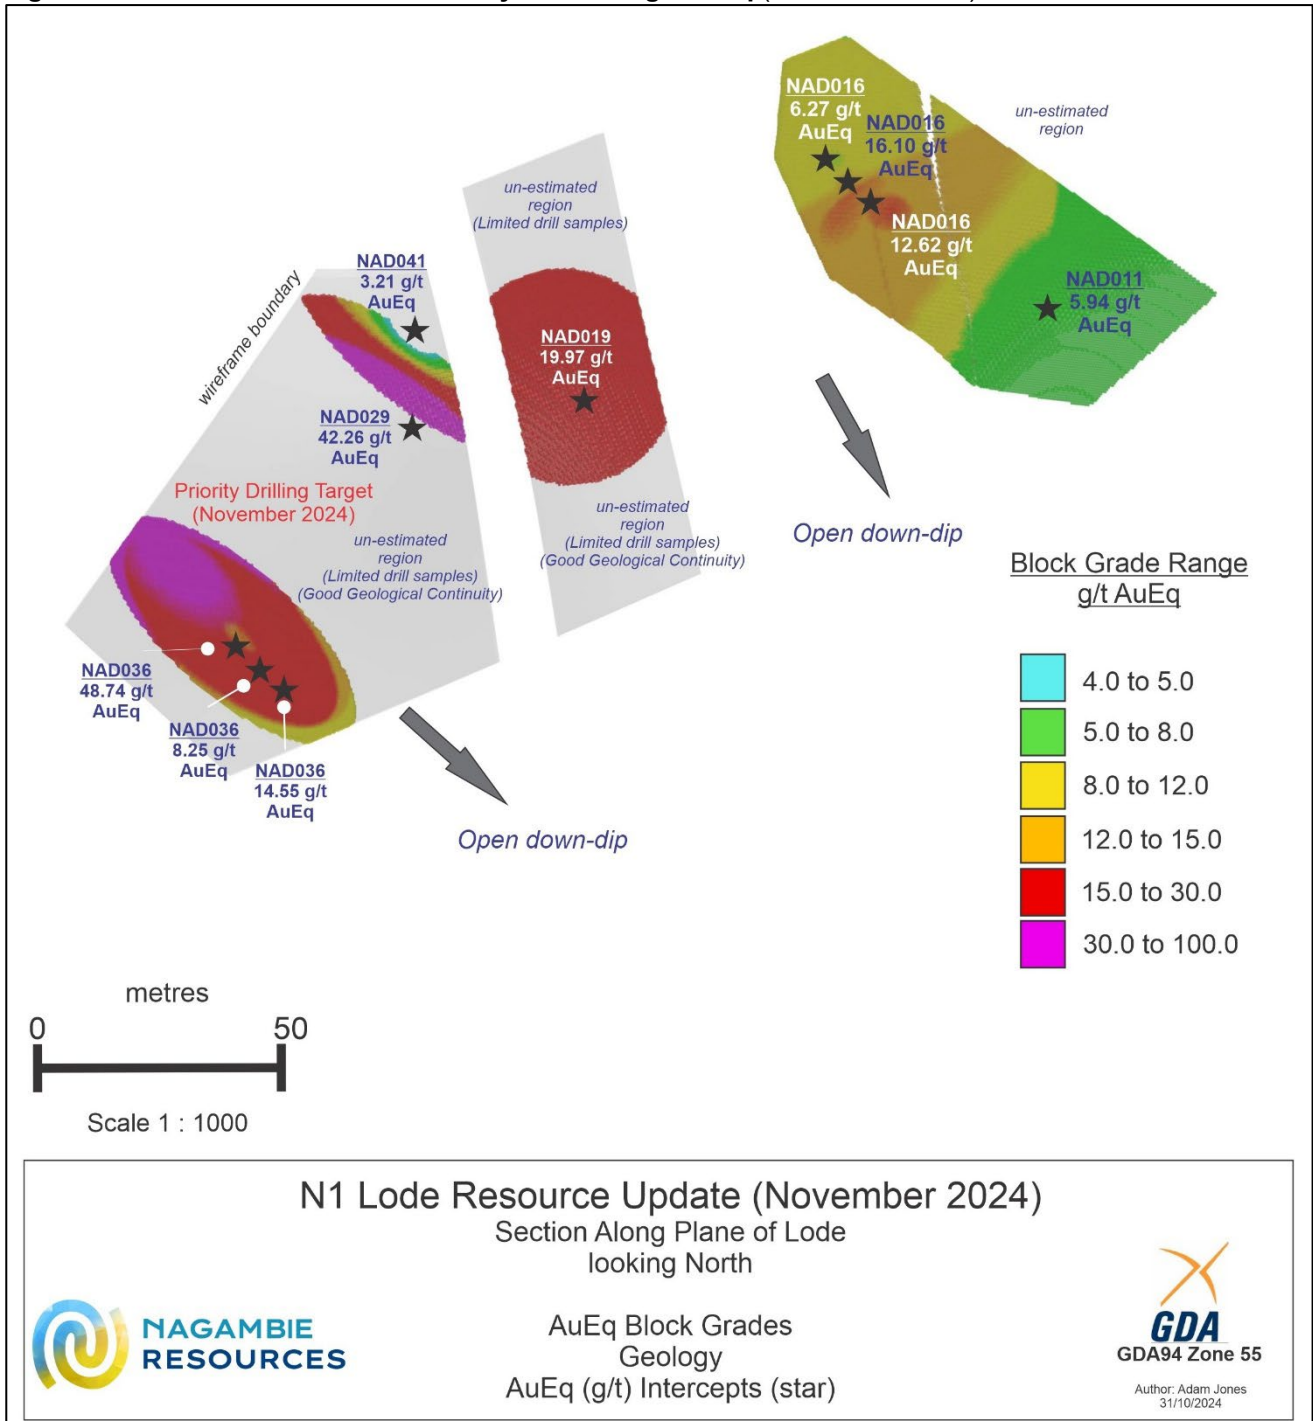 NAD016
6.27 g/t
AuEq
NAD016
16.10 g/t
AuEq
NAD016
12.62 g/t
AuEq
un-estimated
region
NAD011
5.94 g/t
AuEq
un-estimated
region
(Limited drill samples)
NAD041
3.21 g/t
AuEq
wireframe boundary
NAD019
19.97 g/t
AuEq
NAD029
42.26 g/t
AuEq
Priority Drilling Target
(November 2024)
un-estimated
region
(Limited drill samples)
(Good Geological Continuity)
un-estimated
region
(Limited drill samples)
(Good Geological Continuity)
Open down-dip
NAD036
48.74 g/t
AuEq
NAD036
8.25 g/t
AuEq
NAD036
14.55 g/t
AuEq
Open down-dip
Block Grade Range
g/t AuEq
4.0 to 5.0
5.0 to 8.0
8.0 to 12.0
12.0 to 15.0
15.0 to 30.0
30.0 to 100.0
metres
0 50
Scale 1 : 1000
N1 Lode Resource Update (November 2024)
Section Along Plane of Lode
looking North
AuEq Block Grades
Geology
AuEq (g/t) Intercepts (star)
NAGAMBIE
RESOURCES
GDA
GDA94 Zone 55
Author: Adam Jones
31/10/2024